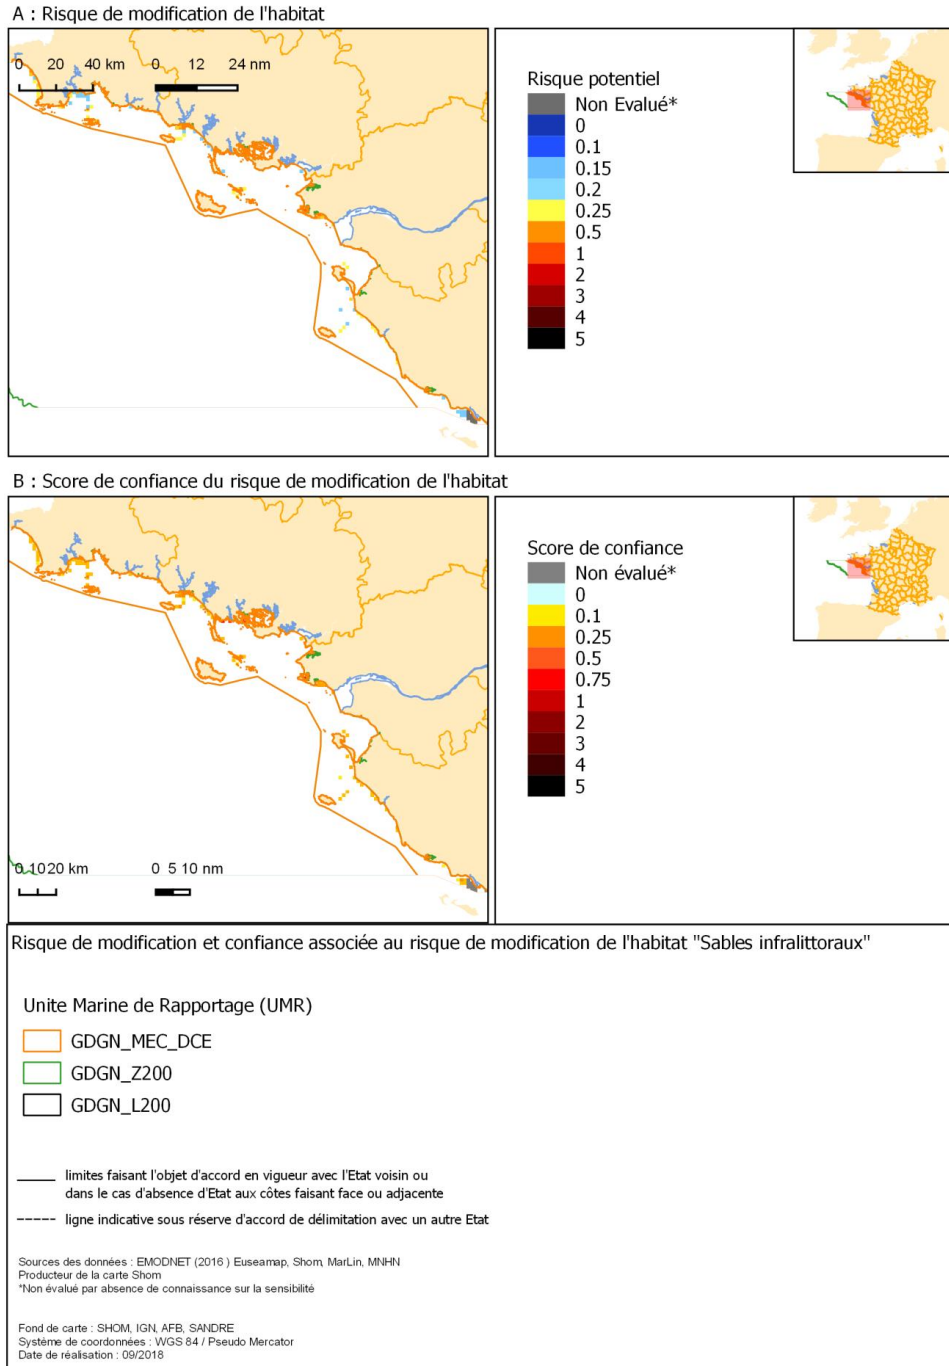 A : Risque de modification de l'habitat
0 20 40 km 0 12 24 nm
Risque potentiel
Non Evalué*
0
0.1
0.15
0.2
0.25
0.5
1
2
3
4
5
B : Score de confiance du risque de modification de l'habitat
Score de confiance
Non évalué*
0
0.1
0.25
0.5
0.75
1
2
3
4
5
0 10 20 km 0 5 10 nm
Risque de modification et confiance associée au risque de modification de l'habitat "Sables infralittoraux"
Unite Marine de Rapportage (UMR)
GDGN_MEC_DCE
GDGN_Z200
GDGN_L200
limites faisant l'objet d'accord en vigueur avec l'Etat voisin ou
dans le cas d'absence d'Etat aux côtes faisant face ou adjacente
ligne indicative sous réserve d'accord de délimitation avec un autre Etat
Sources des données : EMODNET (2016 ) Euseamap, Shom, MarLin, MNHN
Producteur de la carte Shom
*Non évalué par absence de connaissance sur la sensibilité
Fond de carte : SHOM, IGN, AFB, SANDRE
Système de coordonnées : WGS 84 / Pseudo Mercator
Date de réalisation : 09/2018